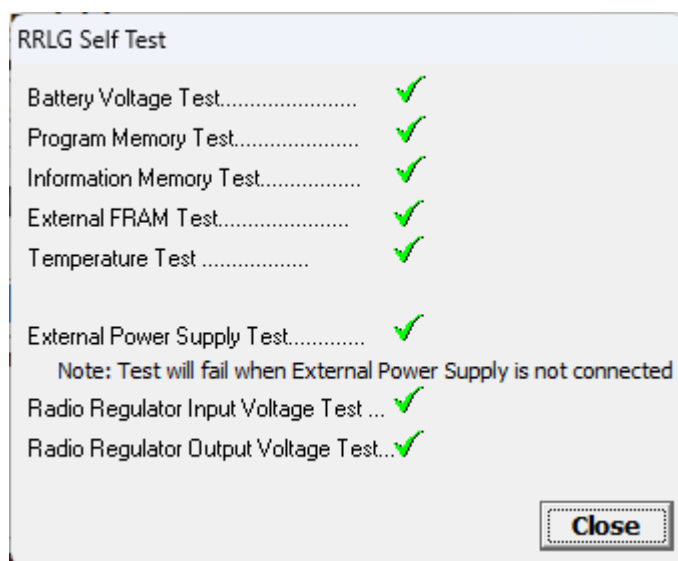 RRLG Self Test
Battery Voltage Test.......................
Program Memory Test.....................
Information Memory Test.................
External FRAM Test......................
Temperature Test ..................
External Power Supply Test.............
Note: Test will fail when External Power Supply is not connected
Radio Regulator Input Voltage Test ...
Radio Regulator Output Voltage Test...
Close